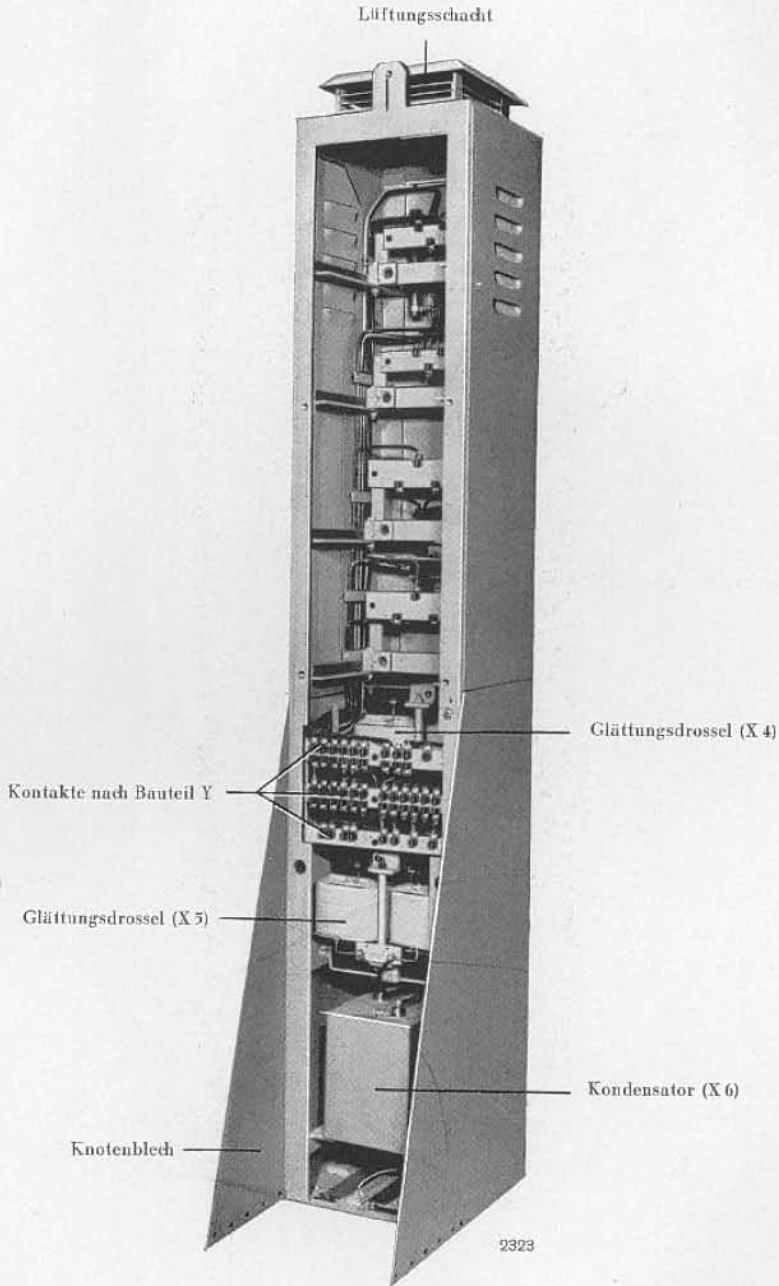 Lüftungsschacht
Glättungsdrossel (X 4)
Kontakte nach Bauteil Y
Glättungsdrossel (X 5)
Kondensator (X 6)
Knotenblech
2323